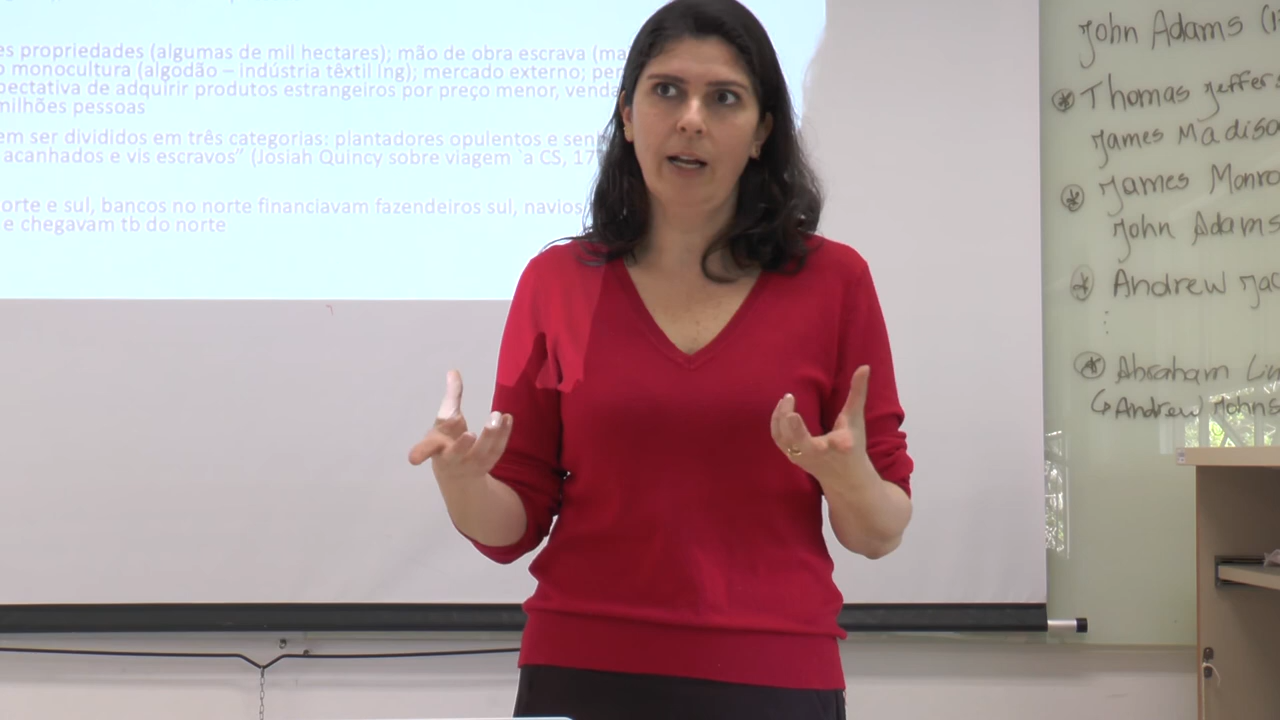 es propriedades (algumas de mil hectares); mão de obra escrava
o monocultura (algodão – indústria têxtil Ing); mercado externo;
pectativa de adquirir produtos estrangeiros por preço menor, venda
milhões pessoas
em ser divididos em três categorias: plantadores opulentos e
acanhados e vis escravos” (Josiah Quincy sobre viagem `a CS, 17
orte e sul, bancos no norte financiavam fazendeiros sul, navios
e chegavam tb do norte
John Adams
Thomas Jeffers
James Madiso
James Monro
John Adams
Andrew Jac
Abraham Lin
Andrew Johns